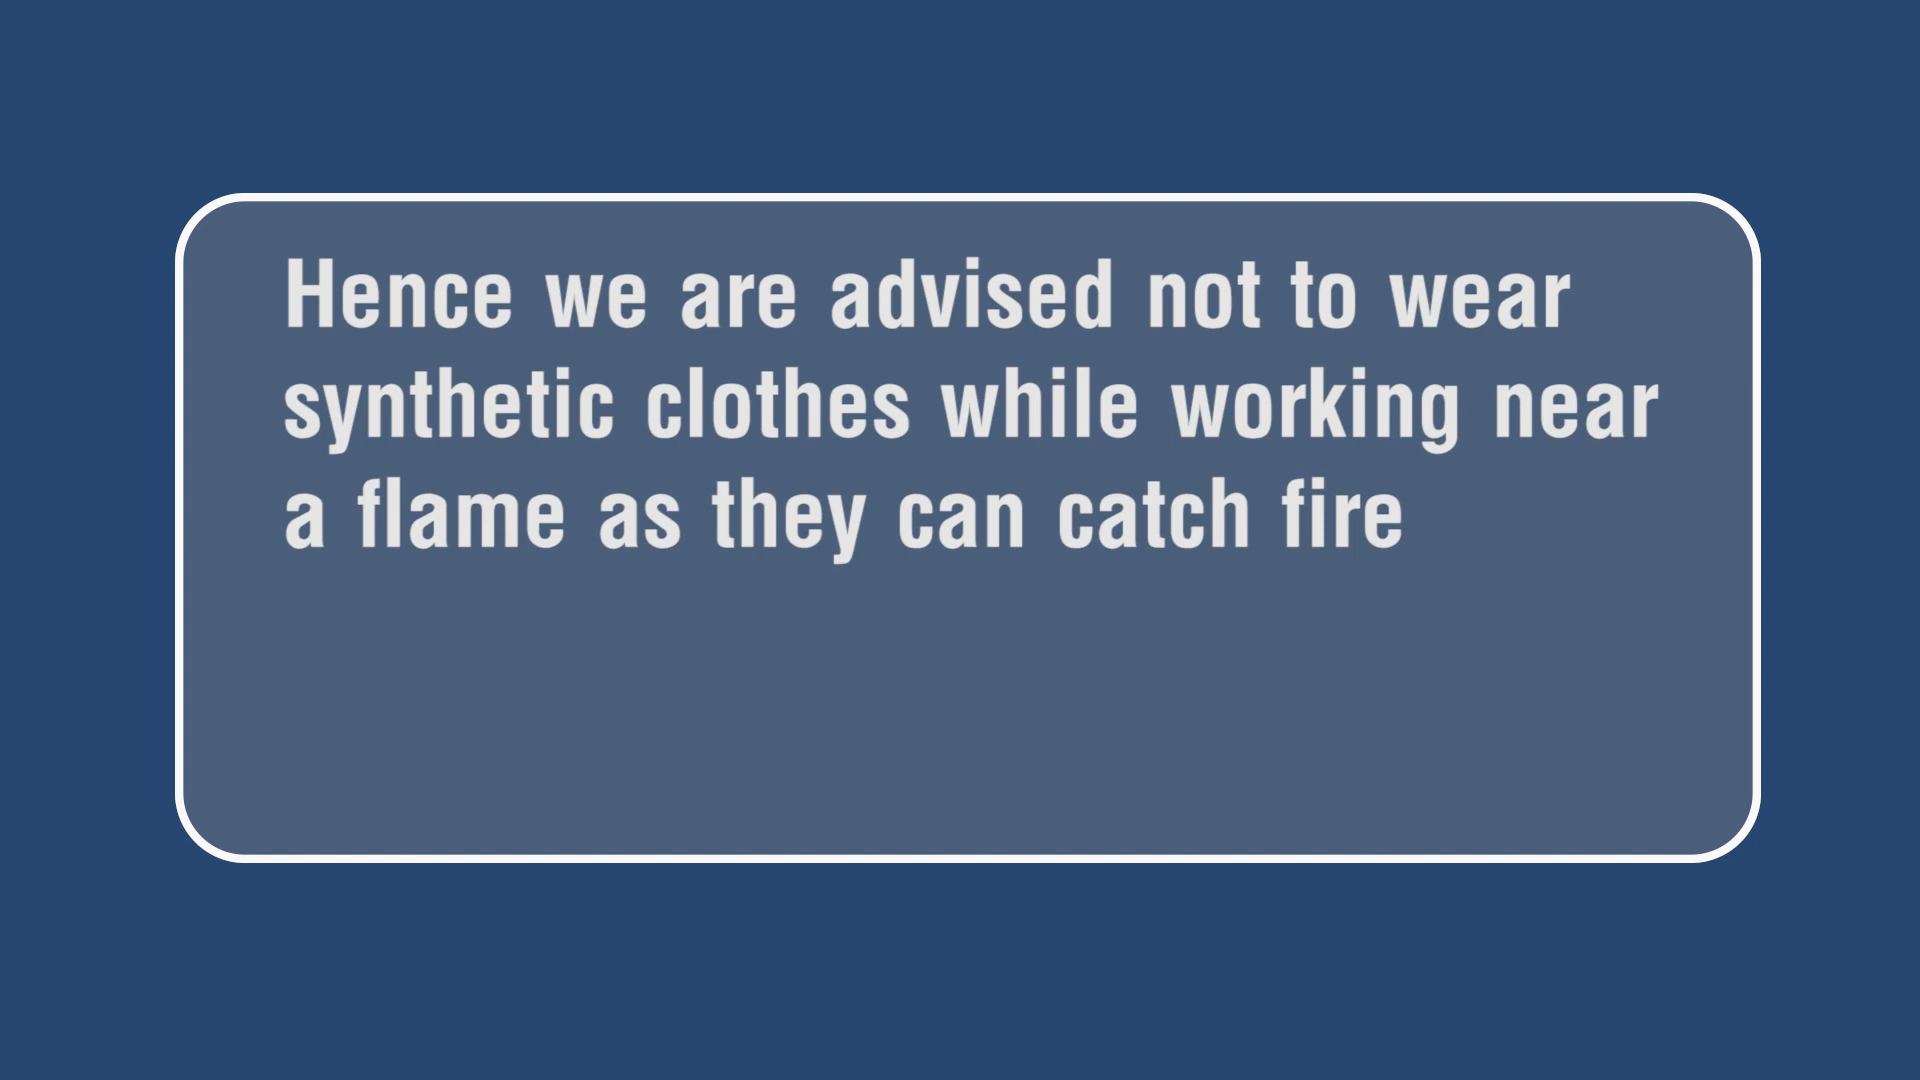 Hence we are advised not to wear
synthetic clothes while working near
a flame as they can catch fire